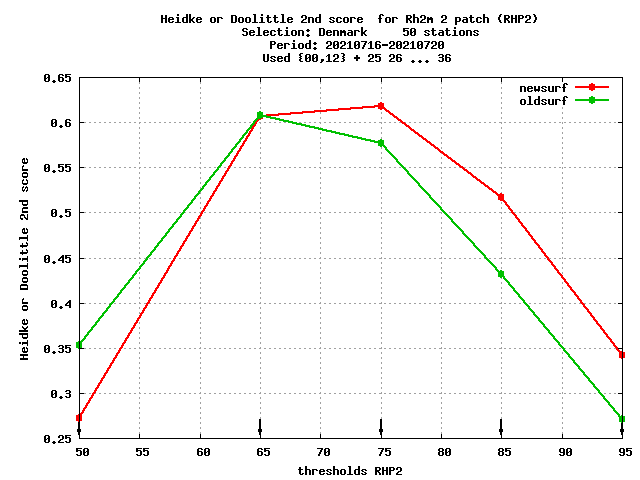 Heidke or Doolittle 2nd score  for Rh2m 2 patch (RHP2)
Selection: Denmark     50 stations
Period: 20210716-20210720
Used {00,12} + 25 26 ... 36
newsurf
oldsurf
Heidke or Doolittle 2nd score
0.65
0.6
0.55
0.5
0.45
0.4
0.35
0.3
0.25
50 55 60 65 70 75 80 85 90 95
thresholds RHP2